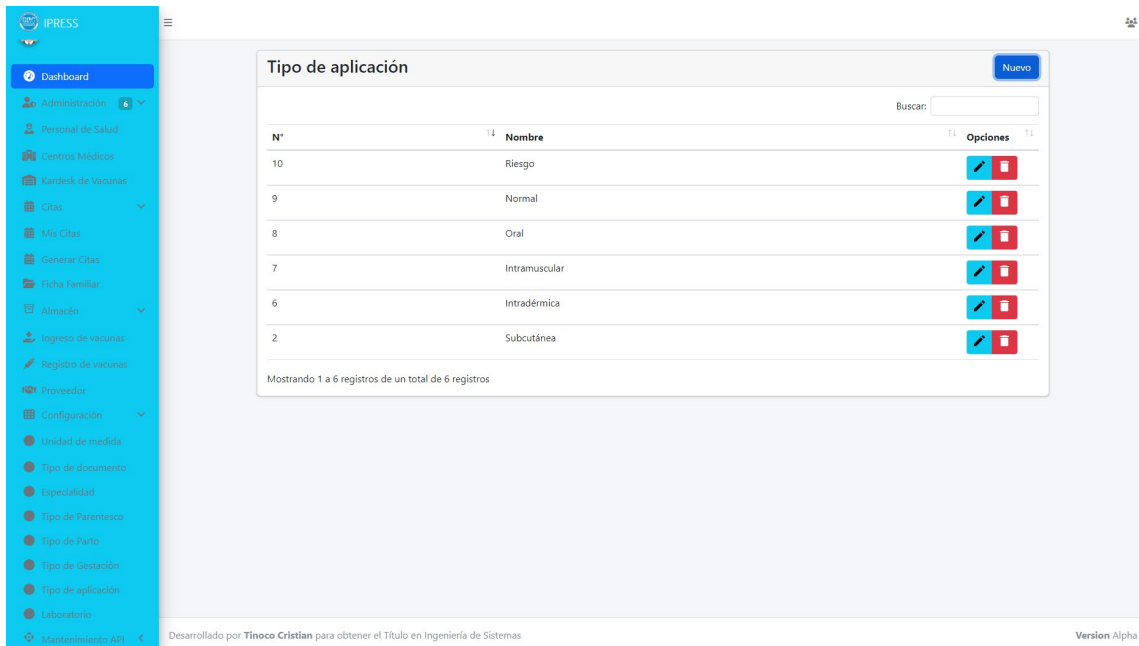 IPRESS
Dashboard
Administración 6
Personal de Salud
Centros Médicos
Kardesk de Vacunas
Citas
Mis Citas
Generar Citas
Ficha Familiar
Almacén
Ingreso de vacunas
Registro de vacunas
Proveedor
Configuración
Unidad de medida
Tipo de documento
Especialidad
Tipo de Parentesco
Tipo de Parto
Tipo de Gestación
Tipo de aplicación
Laboratorio
Mantenimiento API
Tipo de aplicación Nuevo
Buscar:
N° Nombre Opciones
10 Riesgo
9 Normal
8 Oral
7 Intramuscular
6 Intradérmica
2 Subcutánea
Mostrando 1 a 6 registros de un total de 6 registros
Desarrollado por Tinoco Cristian para obtener el Título en Ingeniería de Sistemas Version Alpha